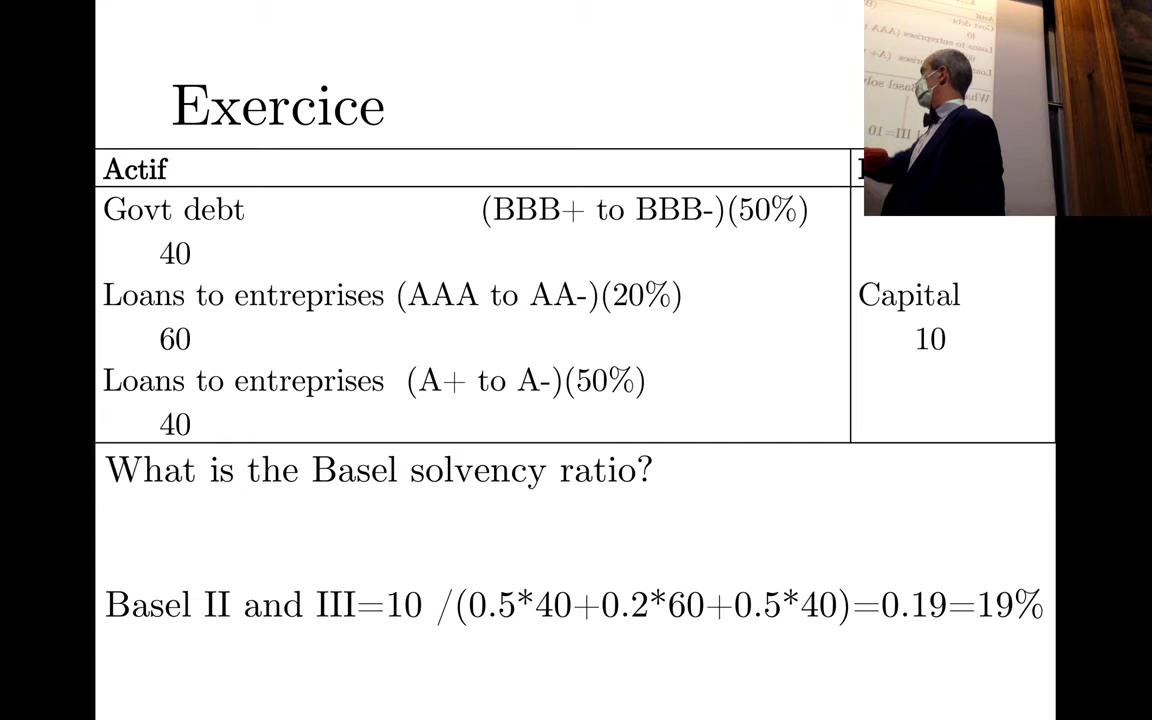 Exercice
Actif
Govt debt (BBB+ to BBB-)(50%)
40
Loans to entreprises (AAA to AA-)(20%)
60
Capital
10
Loans to entreprises (A+ to A-)(50%)
40
What is the Basel solvency ratio?
Basel II and III=10 /(0.5*40+0.2*60+0.5*40)=0.19=19%